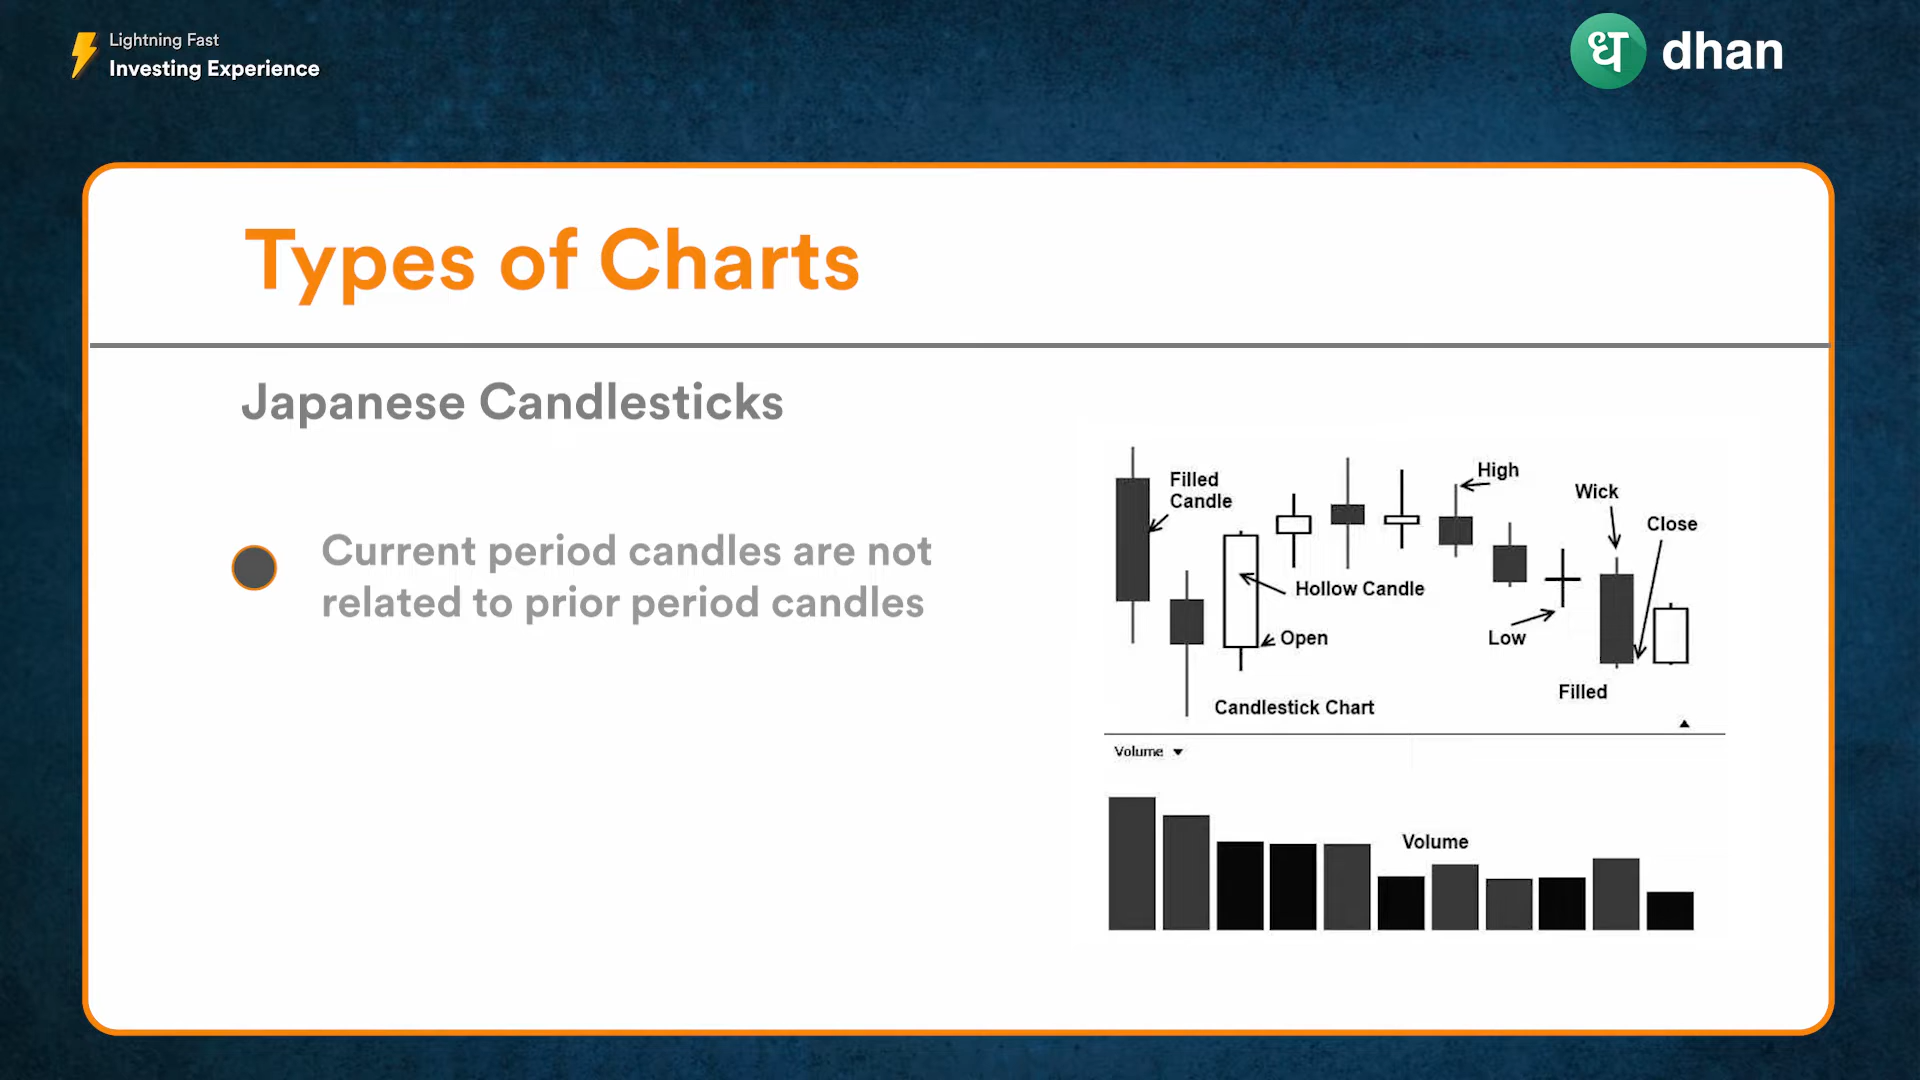 Lightning Fast
Investing Experience
ध dhan
Types of Charts
Japanese Candlesticks
Current period candles are not
related to prior period candles
Filled
Candle
High
Wick
Close
Hollow Candle
Open
Low
Filled
Candlestick Chart
Volume
Volume